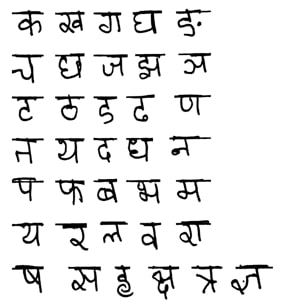 क ख ग घ ङ
च छ ज झ ञ
ट ठ ड ढ ण
त थ द ध न
प फ ब भ म
य र ल व श
ष स ह क्ष त्र ज्ञ